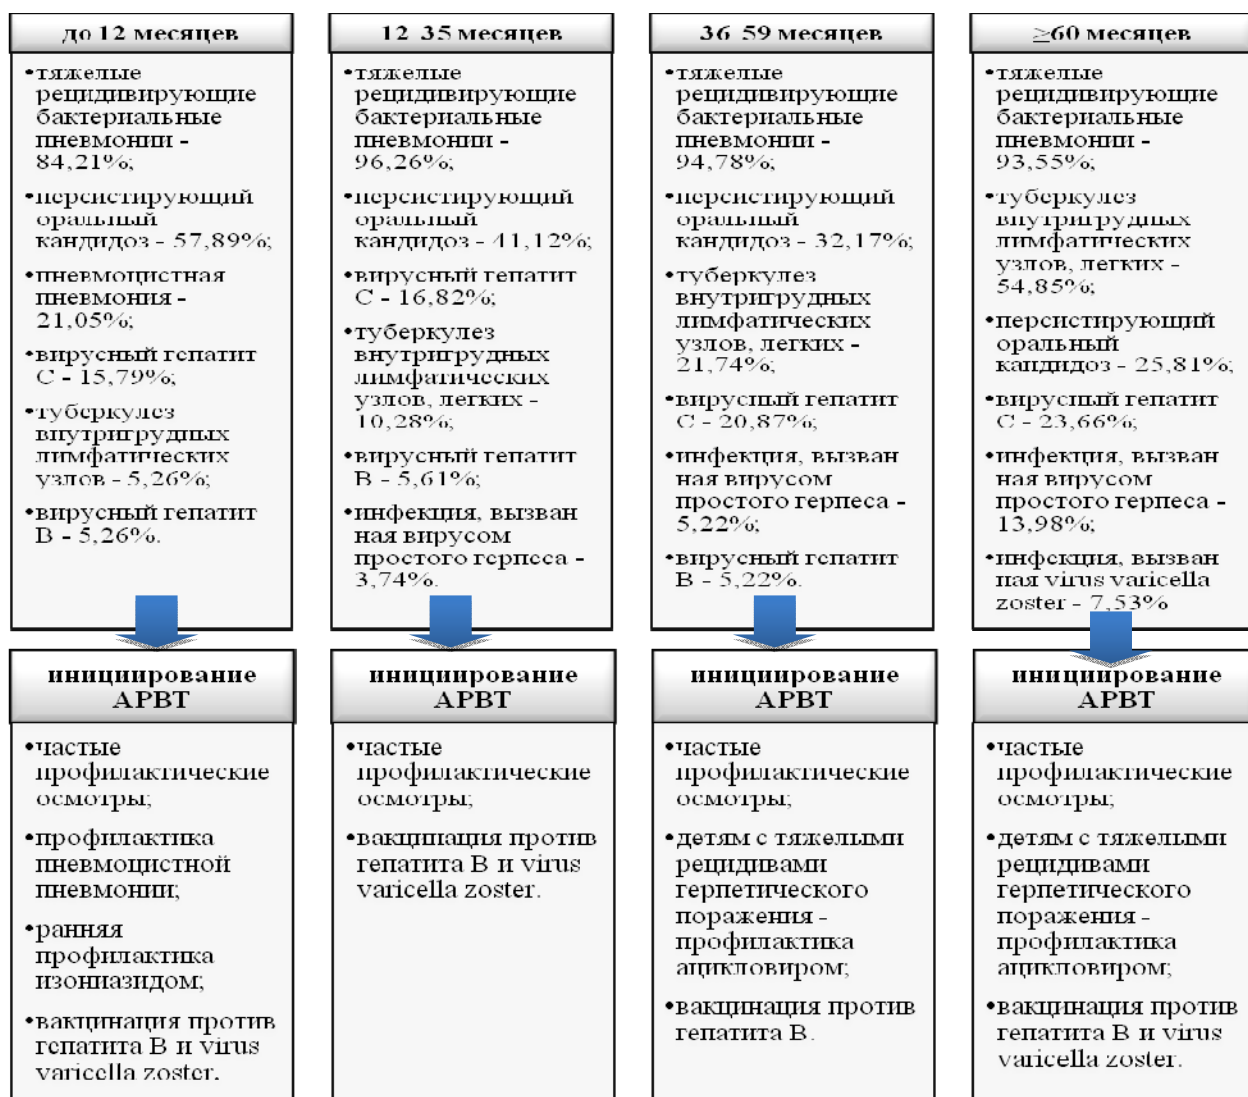 до 12 месяцев
•тяжелые
рецидивирующие
бактериальные
пневмонии -
84,21%;
•персистирующий
оральный
кандидоз - 57,89%;
•пневмоцистная
пневмония -
21,05%;
•вирусный гепатит
С - 15,79%;
•туберкулез
внутригрудных
лимфатических
узлов - 5,26%;
•вирусный гепатит
В - 5,26%.
инициирование
АРВТ
•частые
профилактические
осмотры;
•профилактика
пневмоцистной
пневмонии;
•ранняя
профилактика
изониазидом;
•вакцинация против
гепатита В и virus
varicella zoster.
12-35 месяцев
•тяжелые
рецидивирующие
бактериальные
пневмонии -
96,26%;
•персистирующий
оральный
кандидоз - 41,12%;
•вирусный гепатит
С - 16,82%;
•туберкулез
внутригрудных
лимфатических
узлов, легких -
10,28%;
•вирусный гепатит
В - 5,61%;
•инфекция, вызван
ная вирусом
простого герпеса -
3,74%.
инициирование
АРВТ
•частые
профилактические
осмотры;
•вакцинация против
гепатита В и virus
varicella zoster.
36-59 месяцев
•тяжелые
рецидивирующие
бактериальные
пневмонии -
94,78%;
•персистирующий
оральный
кандидоз - 32,17%;
•туберкулез
внутригрудных
лимфатических
узлов, легких -
21,74%;
•вирусный гепатит
С - 20,87%;
•инфекция, вызван
ная вирусом
простого герпеса -
5,22%;
•вирусный гепатит
В - 5,22%.
инициирование
АРВТ
•частые
профилактические
осмотры;
•детям с тяжелыми
рецидивами
герпетического
поражения -
профилактика
ацикловиром;
•вакцинация против
гепатита В.
≥60 месяцев
•тяжелые
рецидивирующие
бактериальные
пневмонии -
93,55%;
•туберкулез
внутригрудных
лимфатических
узлов, легких -
54,85%;
•персистирующий
оральный
кандидоз - 25,81%;
•вирусный гепатит
С - 23,66%;
•инфекция, вызван
ная вирусом
простого герпеса -
13,98%;
•инфекция, вызван
ная virus varicella
zoster - 7,53%
инициирование
АРВТ
•частые
профилактические
осмотры;
•детям с тяжелыми
рецидивами
герпетического
поражения -
профилактика
ацикловиром;
•вакцинация против
гепатита В и virus
varicella zoster.